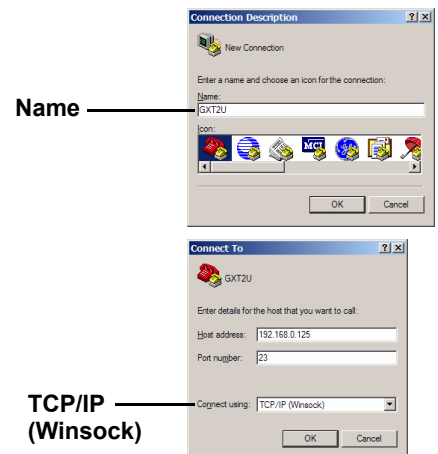 Connection Description
New Connection
Enter a name and choose an icon for the connection:
Name
Name:
GXT2U
Icon:
MCI
OK Cancel
Connect To
GXT2U
Enter details for the host that you want to call:
Host address: 192.168.0.125
Port number: 23
TCP/IP
(Winsock)
Connect using: TCP/IP (Winsock)
OK Cancel